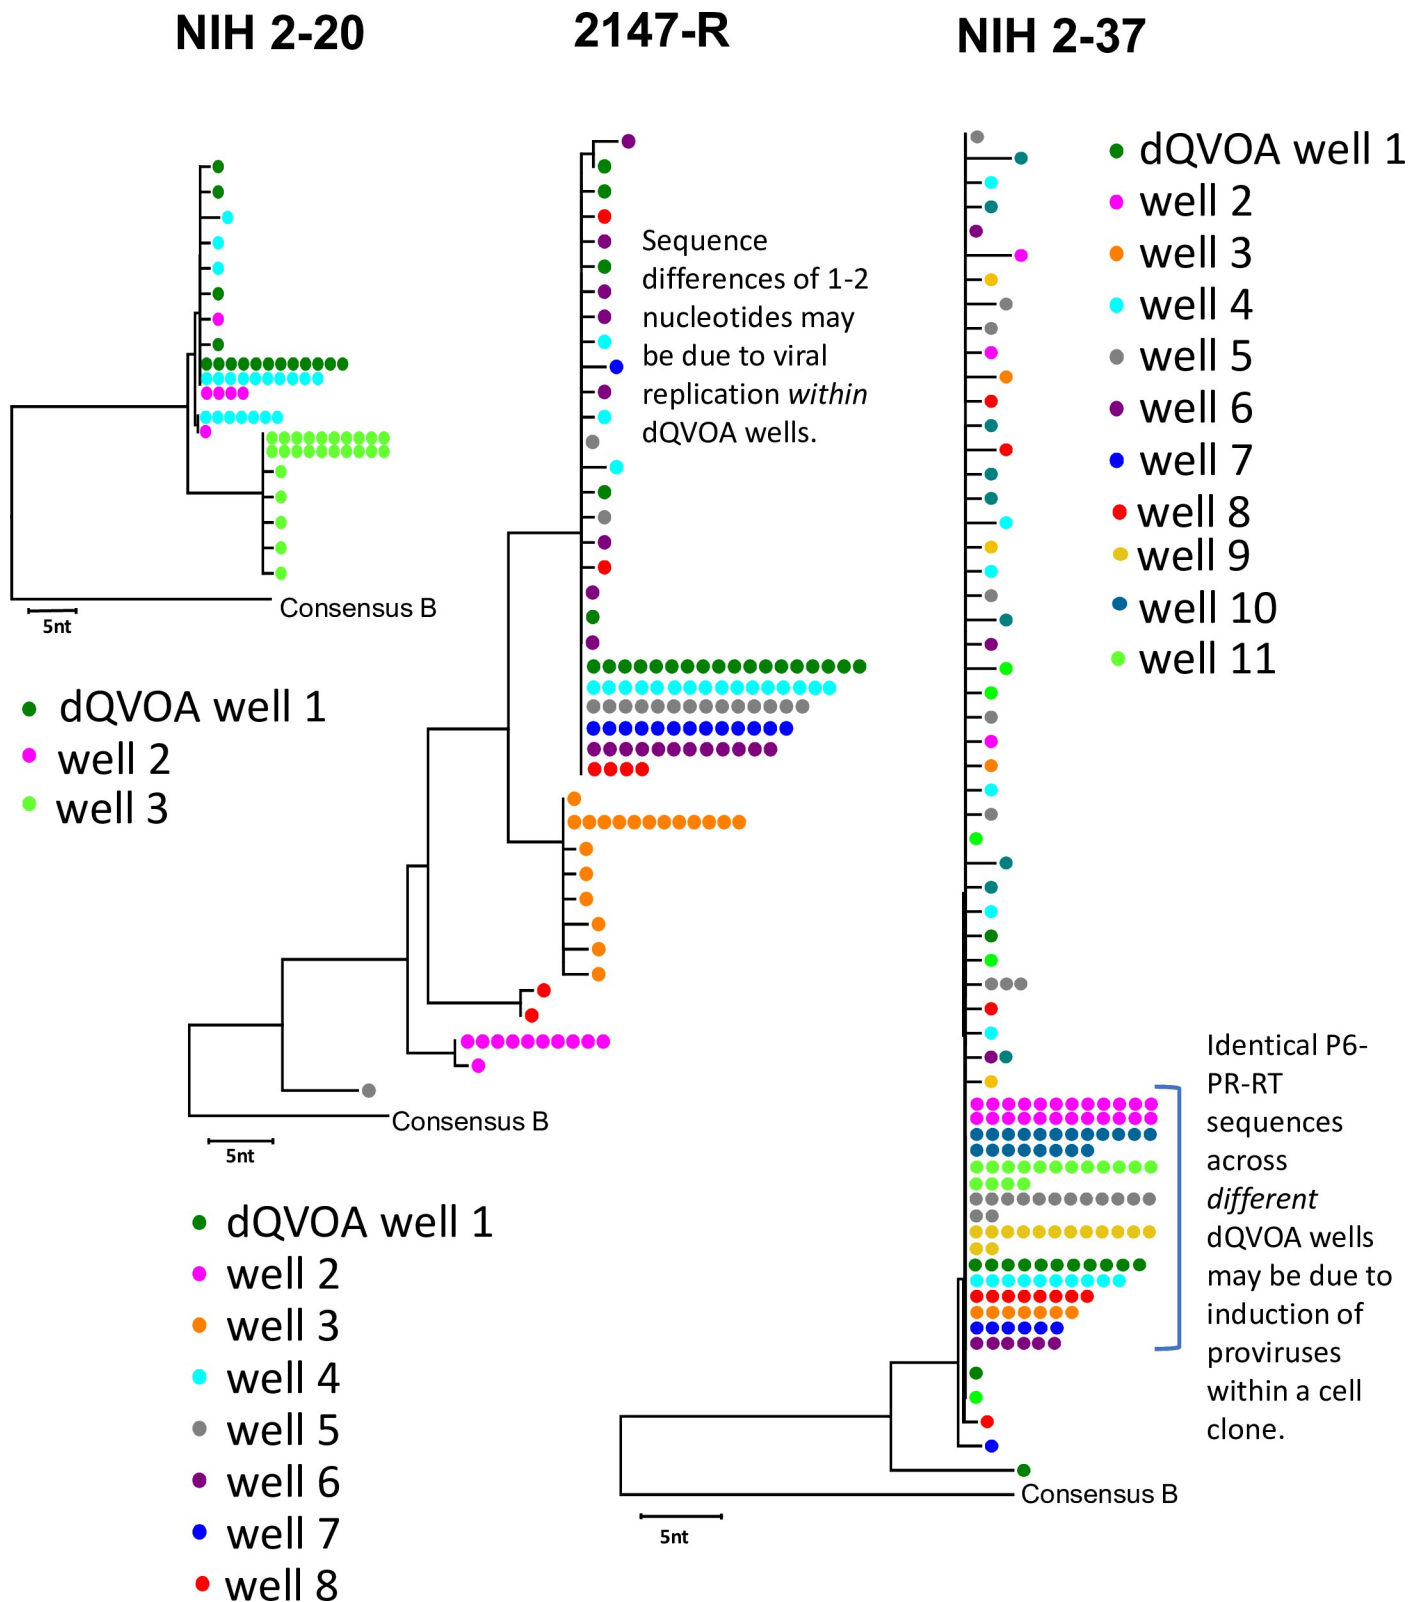 NIH 2-20
2147-R
NIH 2-37
Consensus B
5nt
dQVOA well 1
well 2
well 3
Sequence
differences of 1-2
nucleotides may
be due to viral
replication within
dQVOA wells.
Consensus B
5nt
dQVOA well 1
well 2
well 3
well 4
well 5
well 6
well 7
well 8
dQVOA well 1
well 2
well 3
well 4
well 5
well 6
well 7
well 8
well 9
well 10
well 11
Identical P6-
PR-RT
sequences
across
different
dQVOA wells
may be due to
induction of
proviruses
within a cell
clone.
Consensus B
5nt